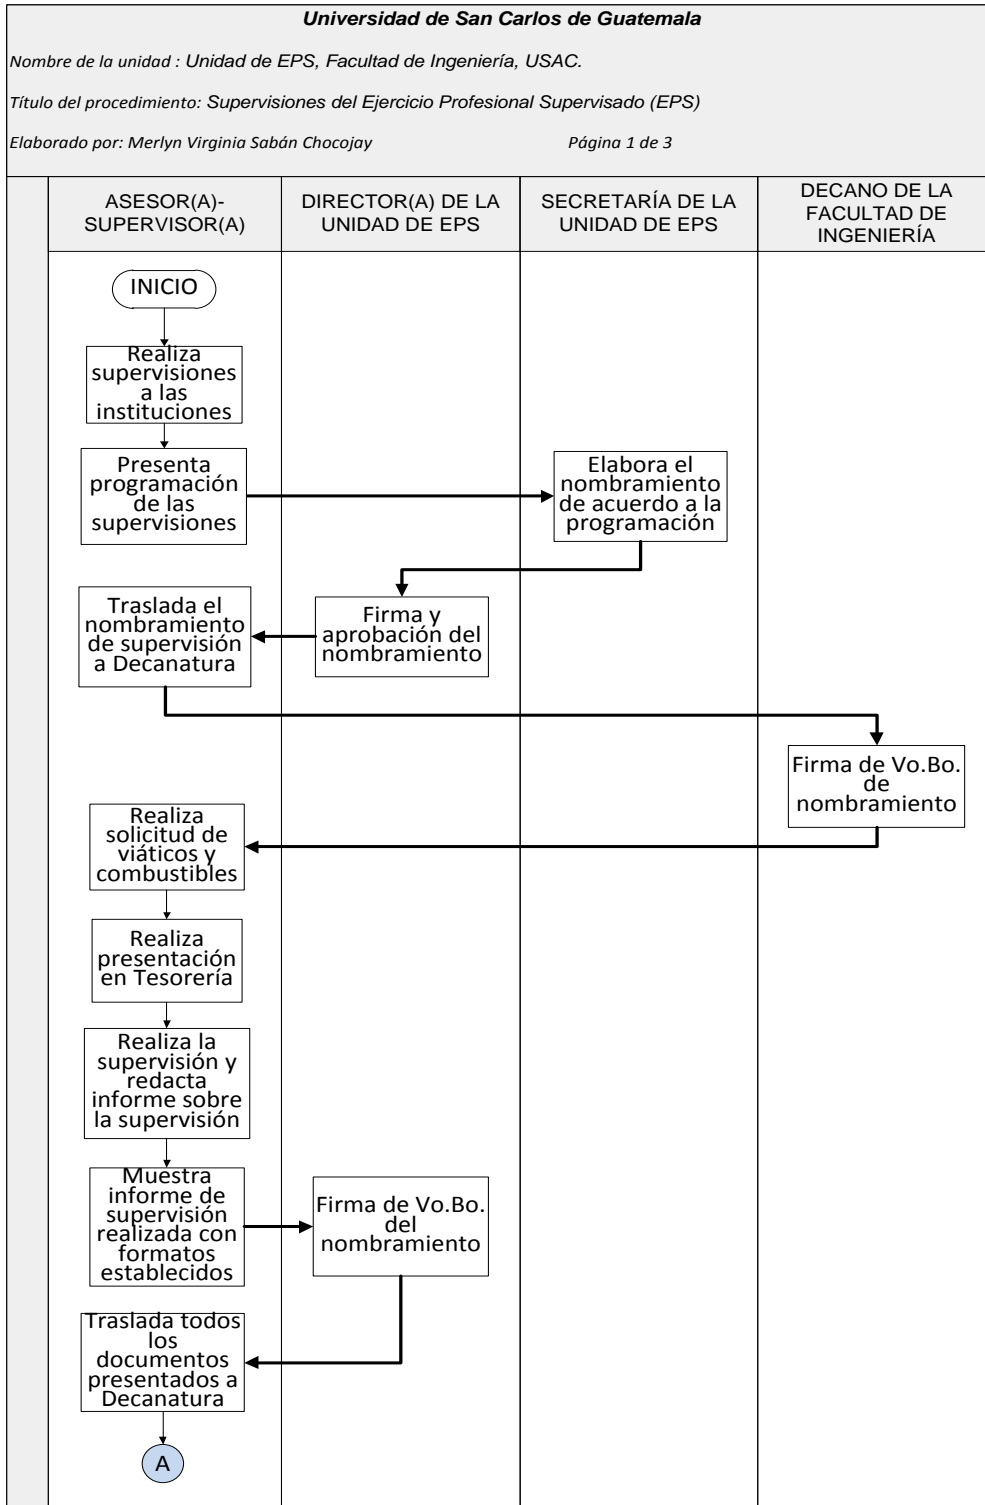 Universidad de San Carlos de Guatemala
Nombre de la unidad : Unidad de EPS, Facultad de Ingeniería, USAC.
Título del procedimiento: Supervisiones del Ejercicio Profesional Supervisado (EPS)
Elaborado por: Merlyn Virginia Sabán Chocojay Página 1 de 3
ASESOR(A)-
SUPERVISOR(A)
DIRECTOR(A) DE LA
UNIDAD DE EPS
SECRETARÍA DE LA
UNIDAD DE EPS
DECANO DE LA
FACULTAD DE
INGENIERÍA
INICIO
Realiza
supervisiones
a las
instituciones
Presenta
programación
de las
supervisiones
Elabora el
nombramiento
de acuerdo a la
programación
Firma y
aprobación del
nombramiento
Traslada el
nombramiento
de supervisión
a Decanatura
Firma de Vo.Bo.
de
nombramiento
Realiza
solicitud de
viáticos y
combustibles
Realiza
presentación
en Tesorería
Realiza la
supervisión y
redacta
informe sobre
la supervisión
Muestra
informe de
supervisión
realizada con
formatos
establecidos
Firma de Vo.Bo.
del
nombramiento
Traslada todos
los
documentos
presentados a
Decanatura
A